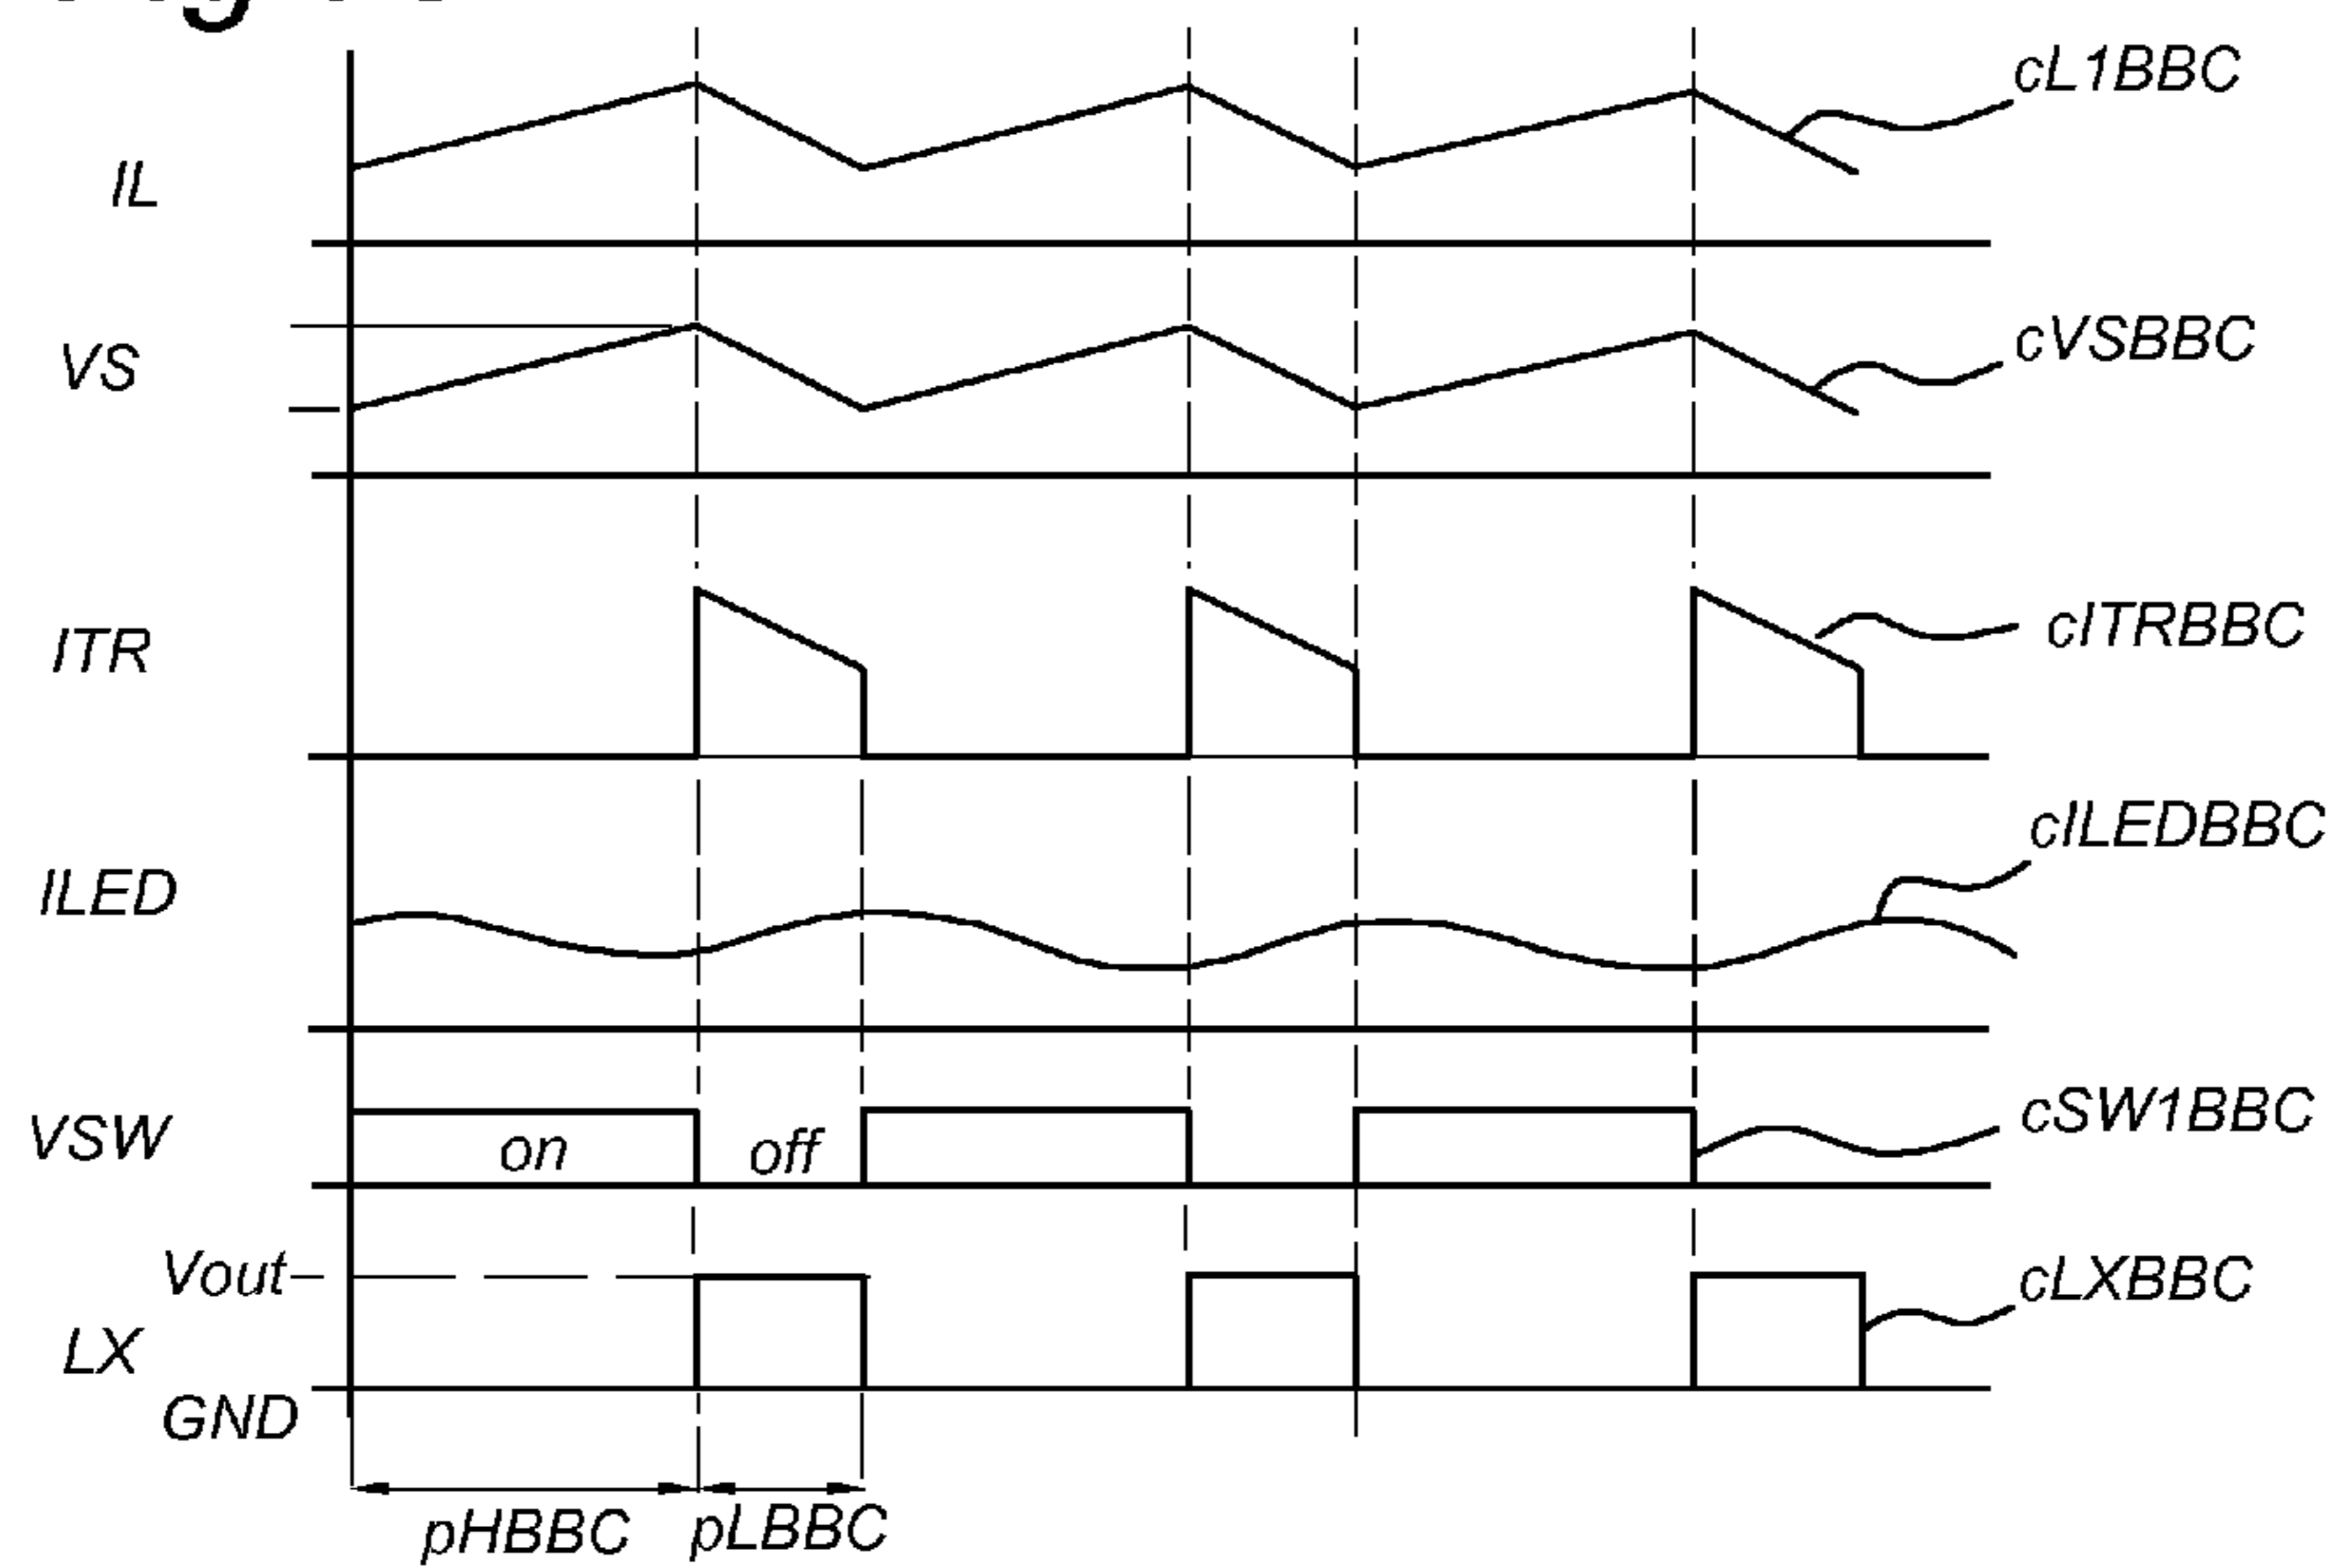 cL1BBC
IL
cVSBBC
VS
cITRBBC
ITR
cILEDBBC
ILED
cSW1BBC
VSW
on
off
Vout
cLXBBC
LX
GND
pHBBC
pLBBC